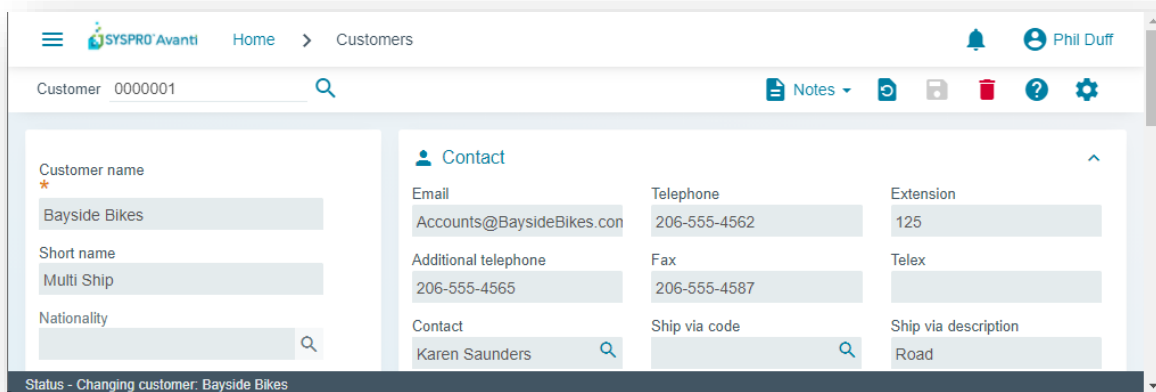 SYSPRO Avanti Home > Customers Phil Duff
Customer 0000001 Notes
Customer name
*
Bayside Bikes
Short name
Multi Ship
Nationality
Contact
Email Telephone Extension
Accounts@BaysideBikes.com 206-555-4562 125
Additional telephone Fax Telex
206-555-4565 206-555-4587
Contact Ship via code Ship via description
Karen Saunders Road
Status - Changing customer: Bayside Bikes